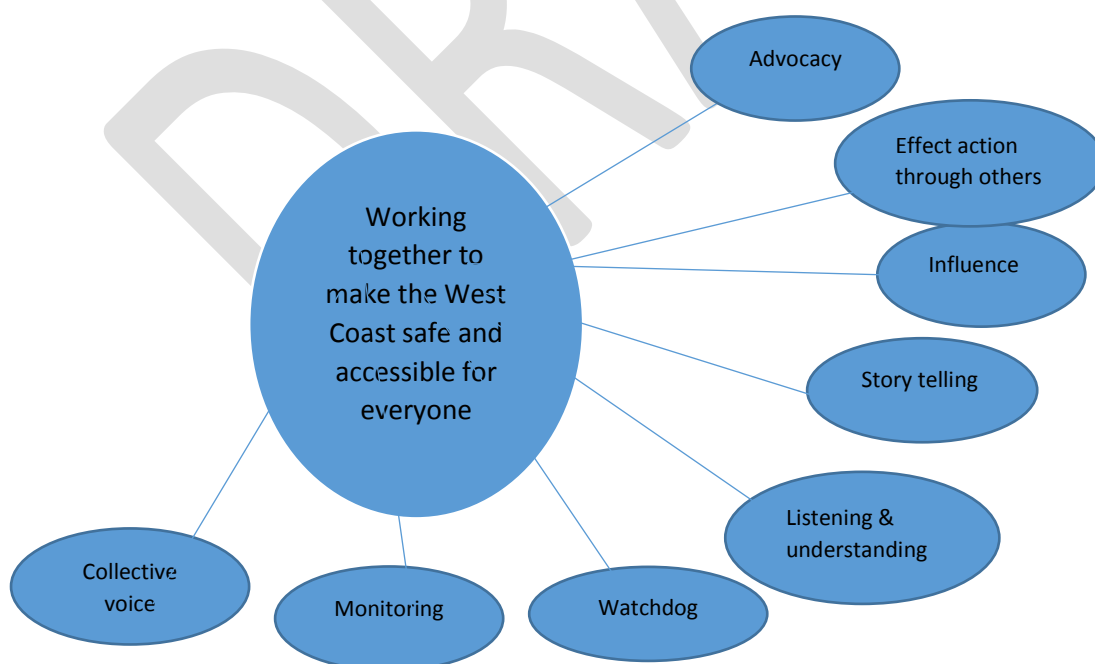 Advocacy
Effect action
through others
Influence
Working
together to
make the West
Coast safe and
accessible for
everyone
Story telling
Listening &
understanding
Collective
voice
Monitoring
Watchdog